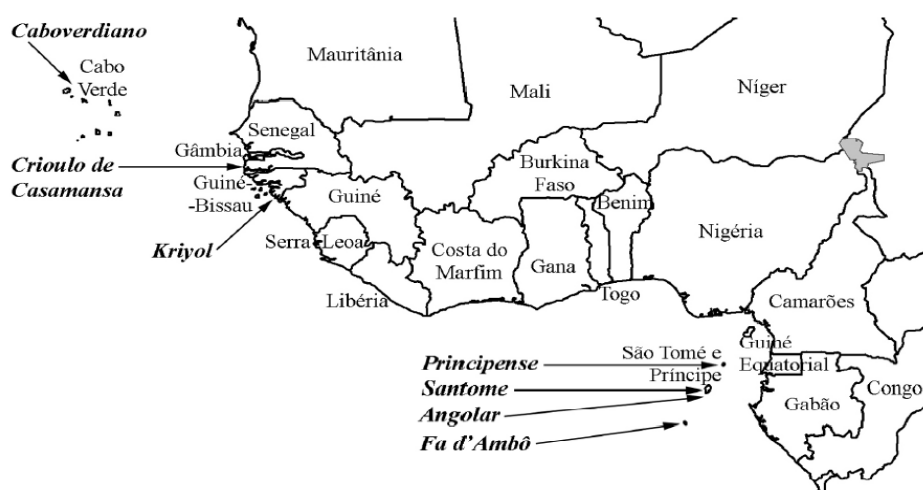 Caboverdiano
Cabo
Verde
Mauritânia
Mali
Níger
Senegal
Gâmbia
Crioulo de
Casamansa
Guiné-
-Bissau
Guiné
Burkina
Faso
Benim
Nigéria
Kriyol
Serra Leoa
Costa do
Marfim
Gana
Libéria
Togo
Camarões
Guiné
Equatorial
São Tomé e
Príncipe
Principense
Santome
Angolar
Fa d'Ambô
Gabão
Congo